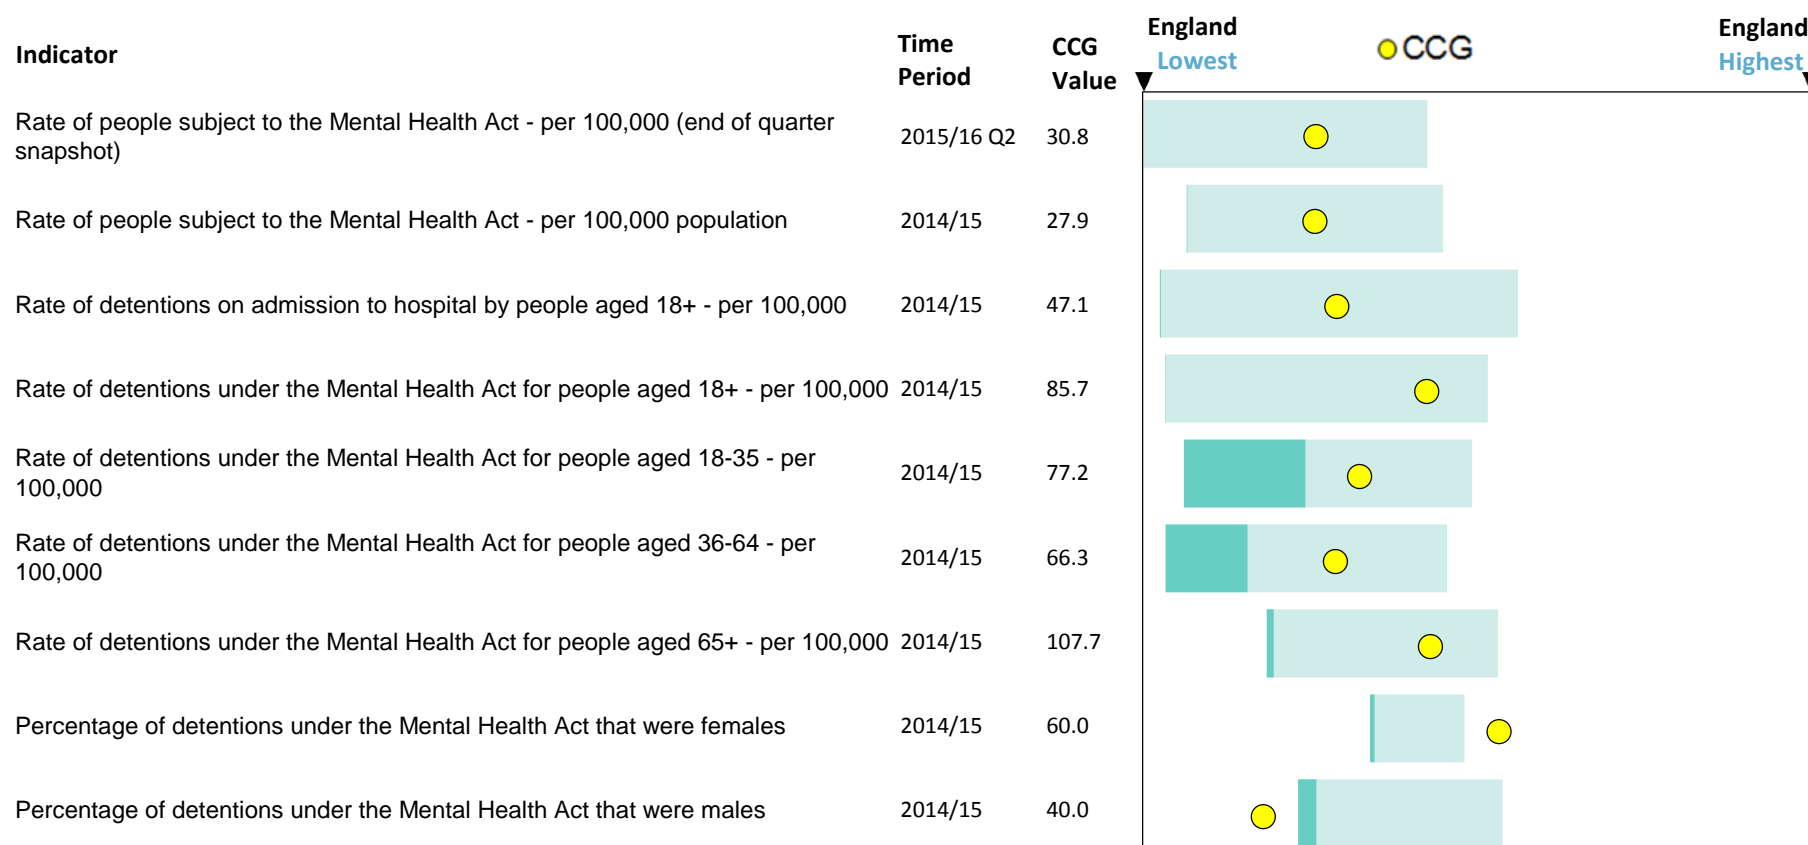 Indicator
Time Period
CCG Value
England Lowest
CCG
England Highest
Rate of people subject to the Mental Health Act - per 100,000 (end of quarter
snapshot)
2015/16 Q2
30.8
Rate of people subject to the Mental Health Act - per 100,000 population
2014/15
27.9
Rate of detentions on admission to hospital by people aged 18+ - per 100,000
2014/15
47.1
Rate of detentions under the Mental Health Act for people aged 18+ - per 100,000
2014/15
85.7
Rate of detentions under the Mental Health Act for people aged 18-35 - per
100,000
2014/15
77.2
Rate of detentions under the Mental Health Act for people aged 36-64 - per
100,000
2014/15
66.3
Rate of detentions under the Mental Health Act for people aged 65+ - per 100,000
2014/15
107.7
Percentage of detentions under the Mental Health Act that were females
2014/15
60.0
Percentage of detentions under the Mental Health Act that were males
2014/15
40.0